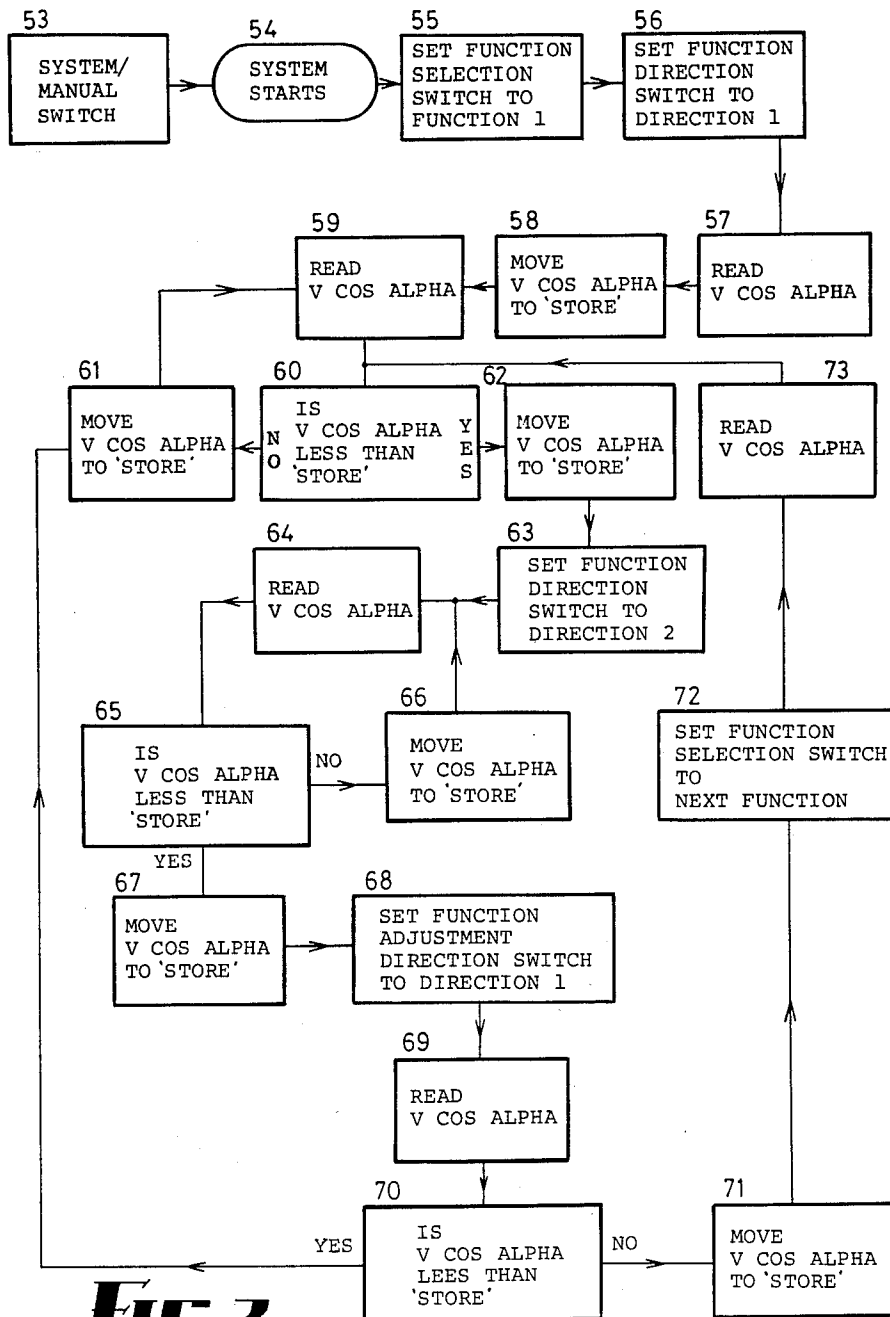 53
SYSTEM/
MANUAL
SWITCH
54
SYSTEM
STARTS
55
SET FUNCTION
SELECTION
SWITCH TO
FUNCTION 1
56
SET FUNCTION
DIRECTION
SWITCH TO
DIRECTION 1
59
READ
V COS ALPHA
58
MOVE
V COS ALPHA
TO 'STORE'
57
READ
V COS ALPHA
61
MOVE
V COS ALPHA
TO 'STORE'
60
IS
V COS ALPHA
LESS THAN
'STORE'
NO
YES
62
MOVE
V COS ALPHA
TO 'STORE'
73
READ
V COS ALPHA
64
READ
V COS ALPHA
63
SET FUNCTION
DIRECTION
SWITCH TO
DIRECTION 2
65
IS
V COS ALPHA
LESS THAN
'STORE'
NO
YES
66
MOVE
V COS ALPHA
TO 'STORE'
72
SET FUNCTION
SELECTION SWITCH
TO
NEXT FUNCTION
67
MOVE
V COS ALPHA
TO 'STORE'
68
SET FUNCTION
ADJUSTMENT
DIRECTION SWITCH
TO DIRECTION 1
69
READ
V COS ALPHA
70
YES
IS
V COS ALPHA
LEES THAN
'STORE'
NO
71
MOVE
V COS ALPHA
TO 'STORE'